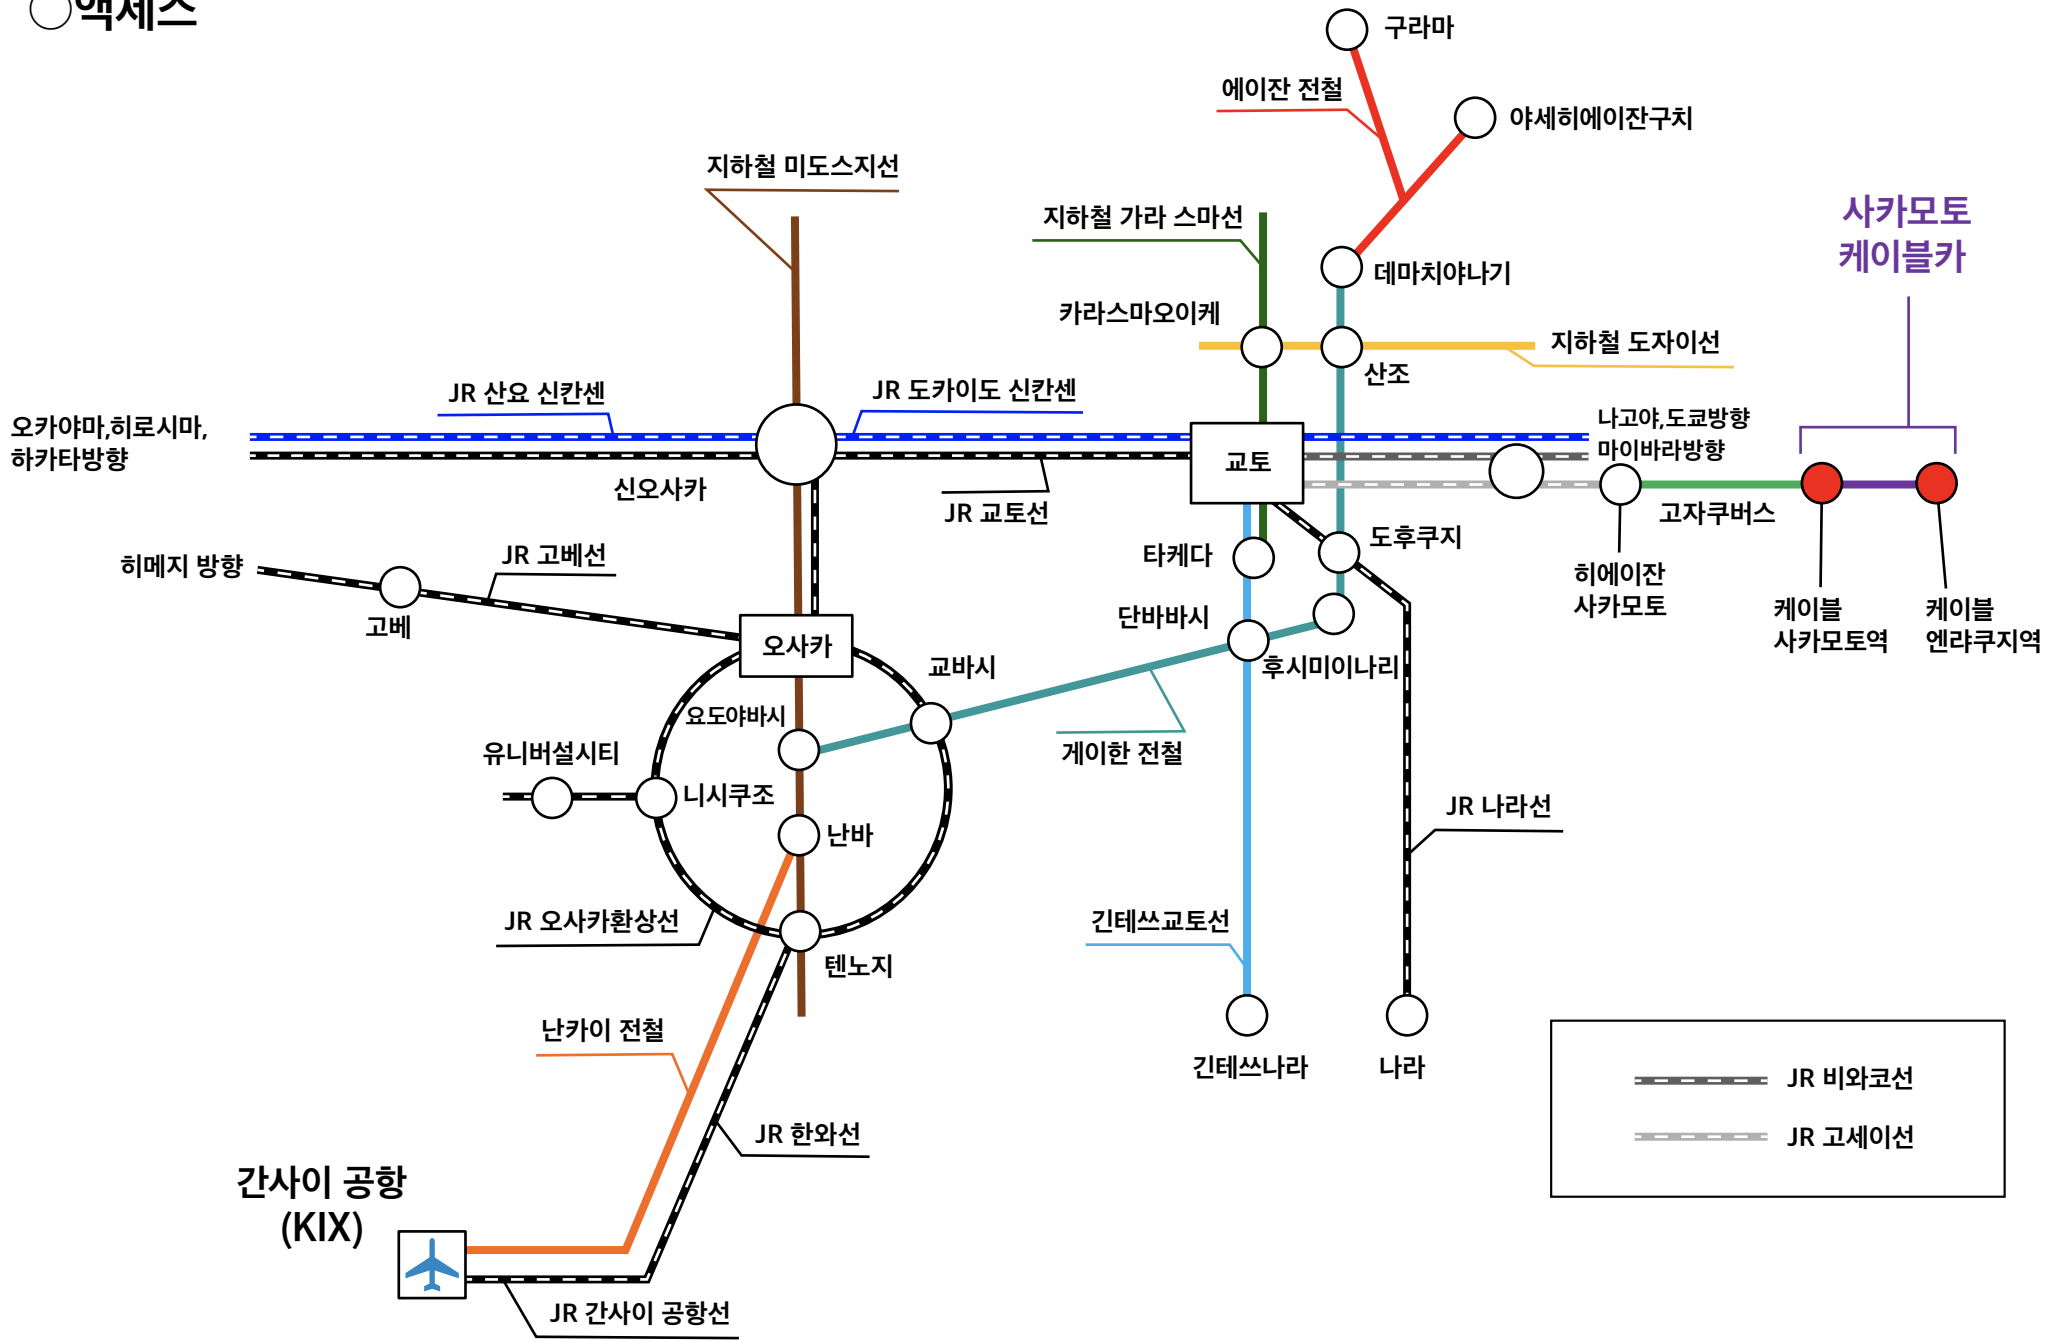 ◯액세스
구라마
에이잔 전철
야세히에이잔구치
지하철 미도스지선
지하철 가라 스마선
사카모토
케이블카
데마치야나기
카라스마오이케
지하철 도자이선
산조
JR 산요 신칸센
JR 도카이도 신칸센
오카야마,히로시마,
하카타방향
나고야,도쿄방향
마이바라방향
교토
신오사카
JR 교토선
고자쿠버스
도후쿠지
타케다
JR 고베선
히메지 방향
히에이잔
사카모토
케이블
사카모토역
케이블
엔랴쿠지역
고베
단바바시
오사카
교바시
후시미이나리
요도야바시
유니버설시티
게이한 전철
니시쿠조
난바
JR 나라선
JR 오사카환상선
긴테쓰교토선
텐노지
난카이 전철
긴테쓰나라
나라
JR 비와코선
JR 고세이선
JR 한와선
간사이 공항
(KIX)
JR 간사이 공항선